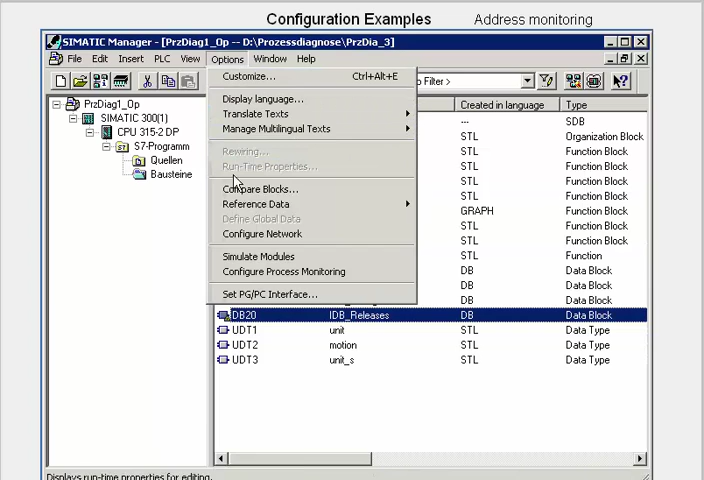 Configuration Examples Address monitoring
SIMATIC Manager - [PrzDiag1_Op -- D:\Prozessdiagnose\PrzDia_3]
File Edit Insert PLC View Options Window Help
Customize... Ctrl+Alt+E
Display language...
Translate Texts
Manage Multilingual Texts
Rewiring...
Run-Time Properties...
Compare Blocks...
Reference Data
Define Global Data
Configure Network
Simulate Modules
Configure Process Monitoring
Set PG/PC Interface...
Filter >
PrzDiag1_Op
SIMATIC 300(1)
CPU 315-2 DP
S7-Programm
Quellen
Bausteine
Created in language Type
... SDB
STL Organization Block
STL Function Block
STL Function Block
STL Function Block
STL Function Block
GRAPH Function Block
STL Function Block
STL Function Block
STL Function
DB Data Block
DB Data Block
DB Data Block
DB20 IDB_Releases DB Data Block
UDT1 unit STL Data Type
UDT2 motion STL Data Type
UDT3 unit_s STL Data Type
Displays run-time properties for editing.